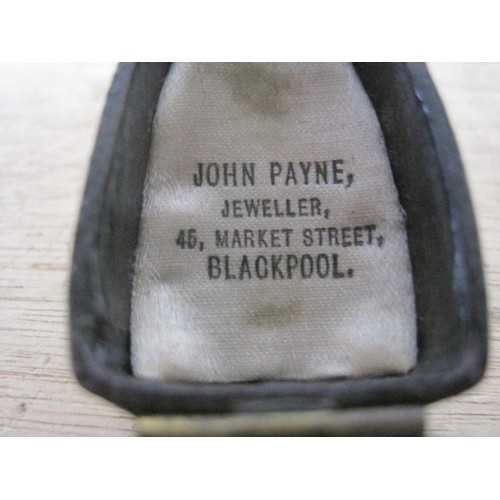 JOHN PAYNE,
JEWELLER,
45, MARKET STREET,
BLACKPOOL.